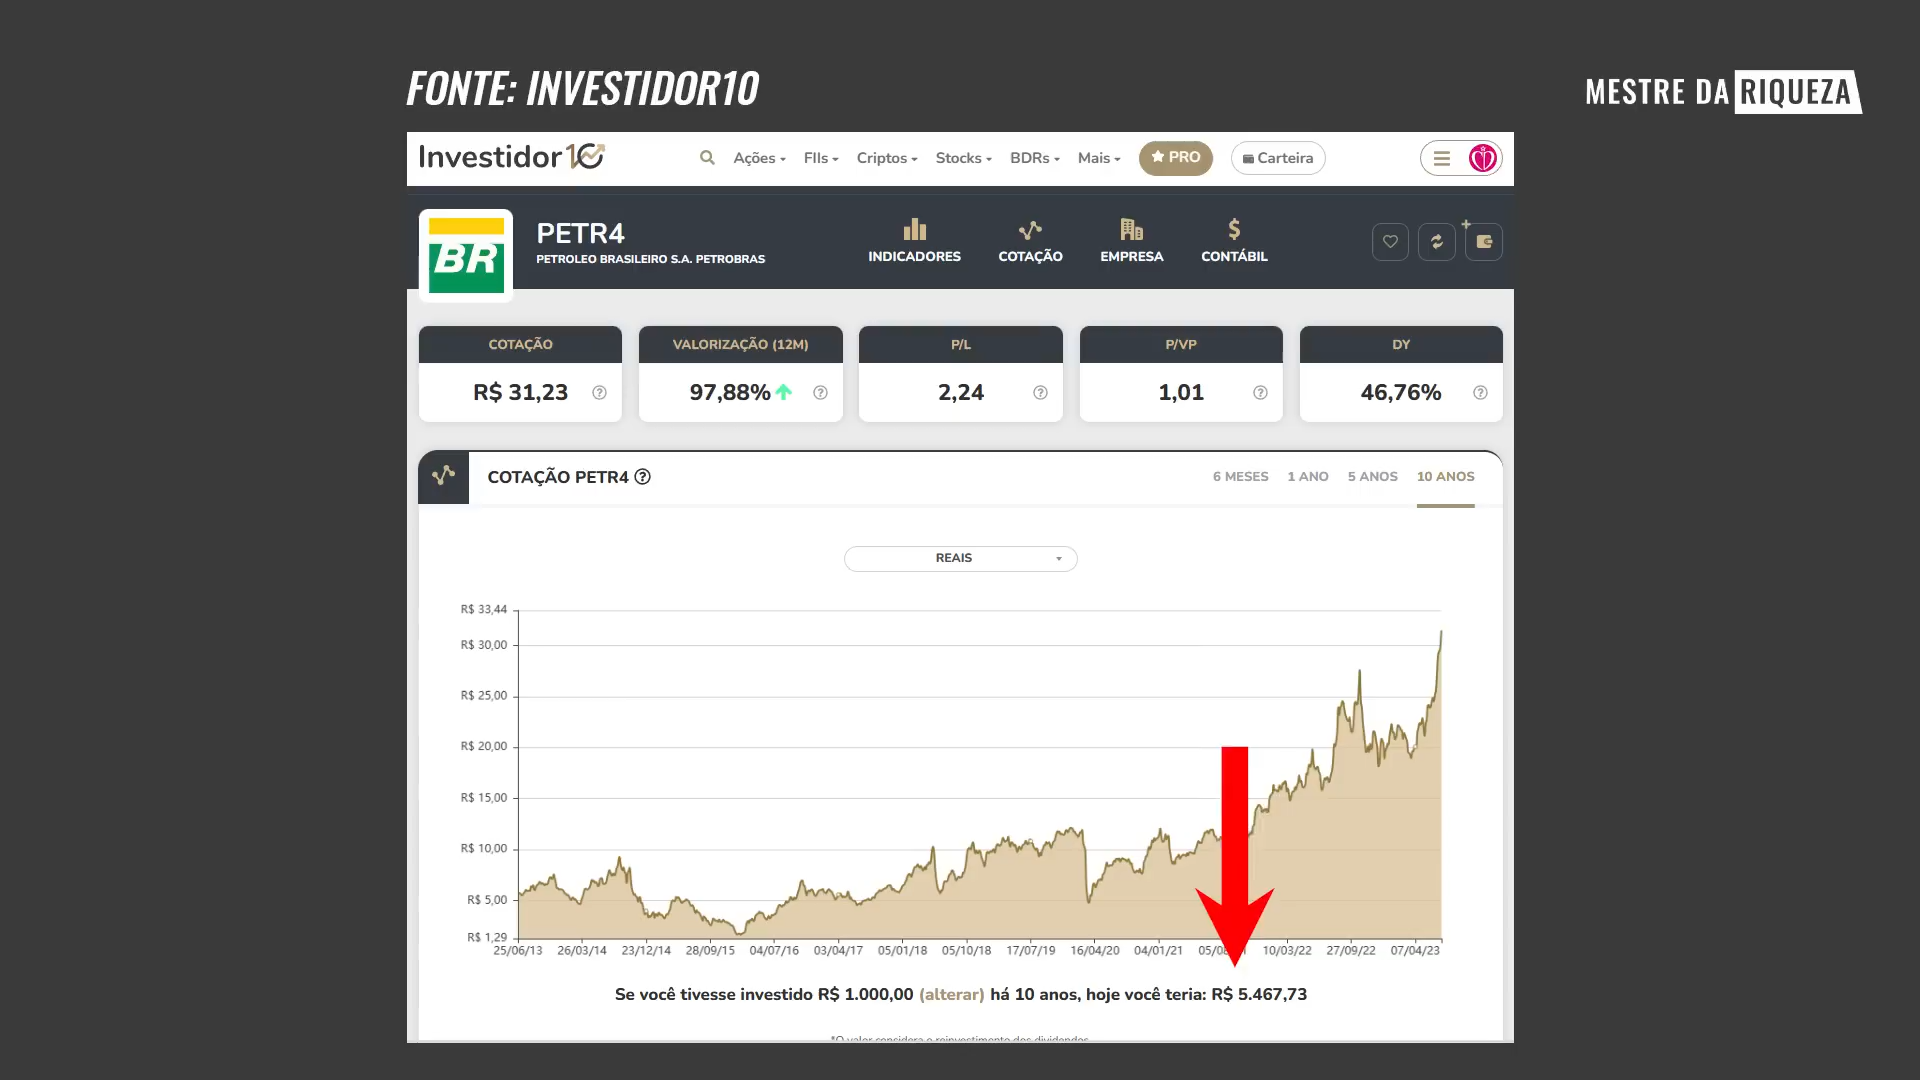 FONTE: INVESTIDOR10
MESTRE DA RIQUEZA
Investidor10
Ações
FIIs
Criptos
Stocks
BDRs
Mais
PRO
Carteira
BR
PETR4
PETROLEO BRASILEIRO S.A. PETROBRAS
INDICADORES
COTAÇÃO
EMPRESA
CONTÁBIL
COTAÇÃO
R$ 31,23
VALORIZAÇÃO (12M)
97,88%
P/L
2,24
P/VP
1,01
DY
46,76%
COTAÇÃO PETR4
6 MESES
1 ANO
5 ANOS
10 ANOS
REAIS
R$ 33,44
R$ 30,00
R$ 25,00
R$ 20,00
R$ 15,00
R$ 10,00
R$ 5,00
R$ 1,29
25/06/13
26/03/14
23/12/14
28/09/15
04/07/16
03/04/17
05/01/18
05/10/18
17/07/19
16/04/20
04/01/21
10/03/22
27/09/22
07/04/23
Se você tivesse investido R$ 1.000,00 (alterar) há 10 anos, hoje você teria: R$ 5.467,73
*O valor considera o reinvestimento dos dividendos